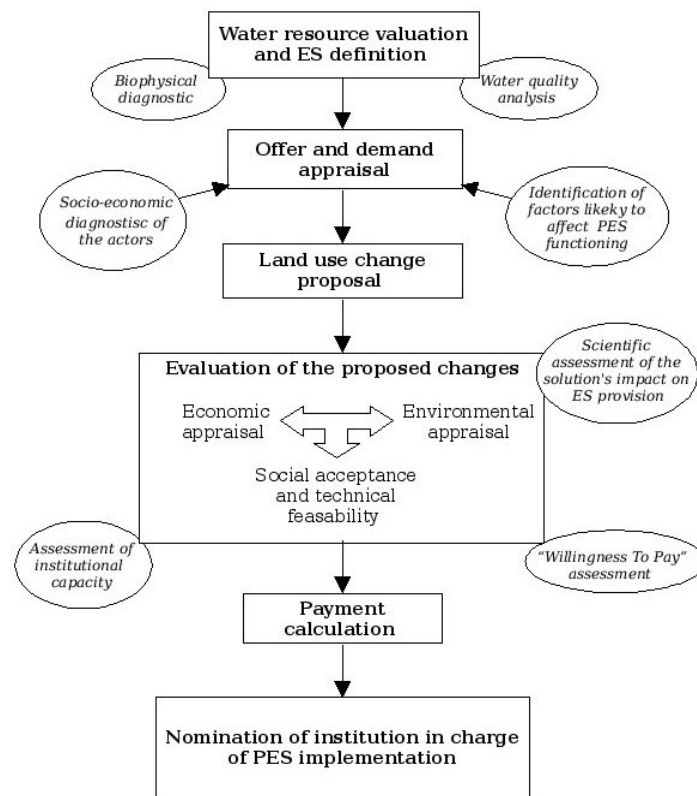 Water resource valuation
and ES definition
Biophysical
diagnostic
Water quality
analysis
Offer and demand
appraisal
Socio-economic
diagnostisc of
the actors
Identification of
factors likeky to
affect PES
functioning
Land use change
proposal
Evaluation of the proposed changes
Scientific
assessment of the
solution's impact on
ES provision
Economic
appraisal
Environmental
appraisal
Social acceptance
and technical
feasability
Assessment of
institutional
capacity
“Willingness To Pay”
assessment
Payment
calculation
Nomination of institution in charge
of PES implementation